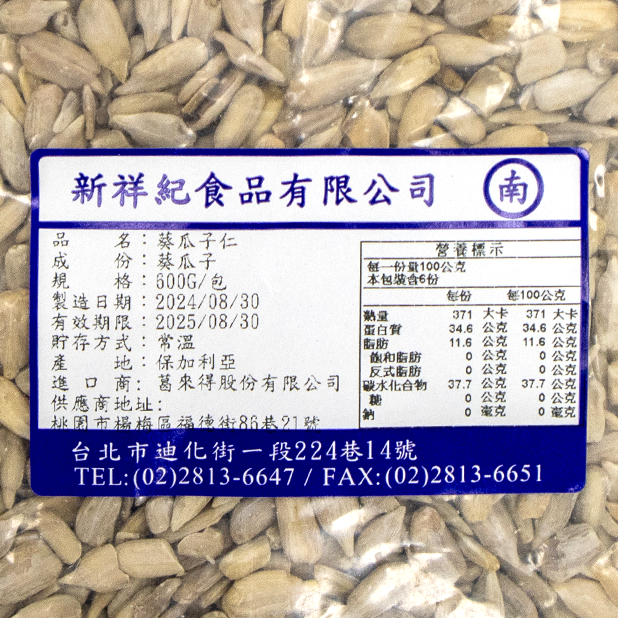 新祥紀食品有限公司 南
品名：葵瓜子仁
成份：葵瓜子
規格：600G/包
製造日期：2024/08/30
有效期限：2025/08/30
貯存方式：常溫
產地：保加利亞
進口商：葛來得股份有限公司
供應商地址：
桃園市楊梅區福德街86巷21號
營養標示
每一份量100公克
本包裝含6份
每份 每100公克
熱量 371 大卡 371 大卡
蛋白質 34.6 公克 34.6 公克
脂肪 11.6 公克 11.6 公克
飽和脂肪 0 公克 0 公克
反式脂肪 0 公克 0 公克
碳水化合物 37.7 公克 37.7 公克
糖 0 公克 0 公克
鈉 0 毫克 0 毫克
台北市迪化街一段224巷14號
TEL:(02)2813-6647 / FAX:(02)2813-6651